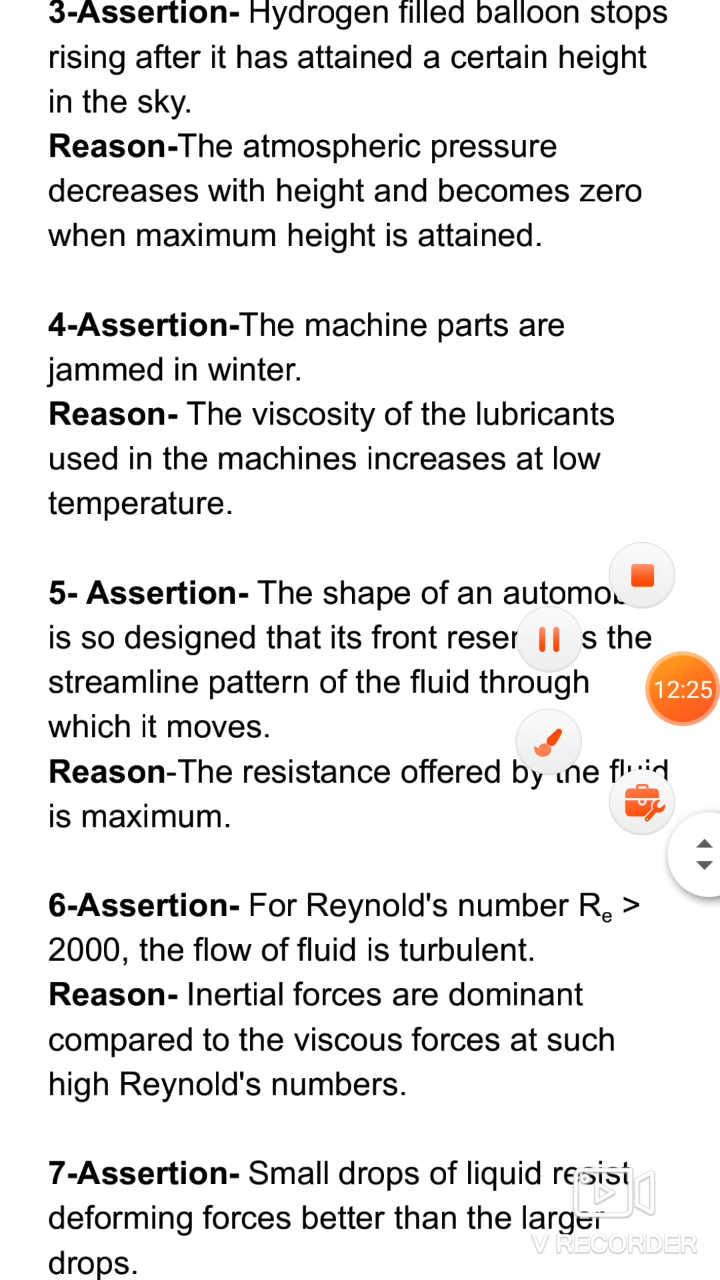 3-Assertion- Hydrogen filled balloon stops
rising after it has attained a certain height
in the sky.
Reason-The atmospheric pressure
decreases with height and becomes zero
when maximum height is attained.
4-Assertion-The machine parts are
jammed in winter.
Reason- The viscosity of the lubricants
used in the machines increases at low
temperature.
5- Assertion- The shape of an
is so designed that its front the
streamline pattern of the fluid through
12:25
which it moves.
Reason-The resistance offered by the fluid
is maximum.
6-Assertion- For Reynold's number Re >
2000, the flow of fluid is turbulent.
Reason- Inertial forces are dominant
compared to the viscous forces at such
high Reynold's numbers.
7-Assertion- Small drops of liquid resist
deforming forces better than the larger
V RECORDER
drops.